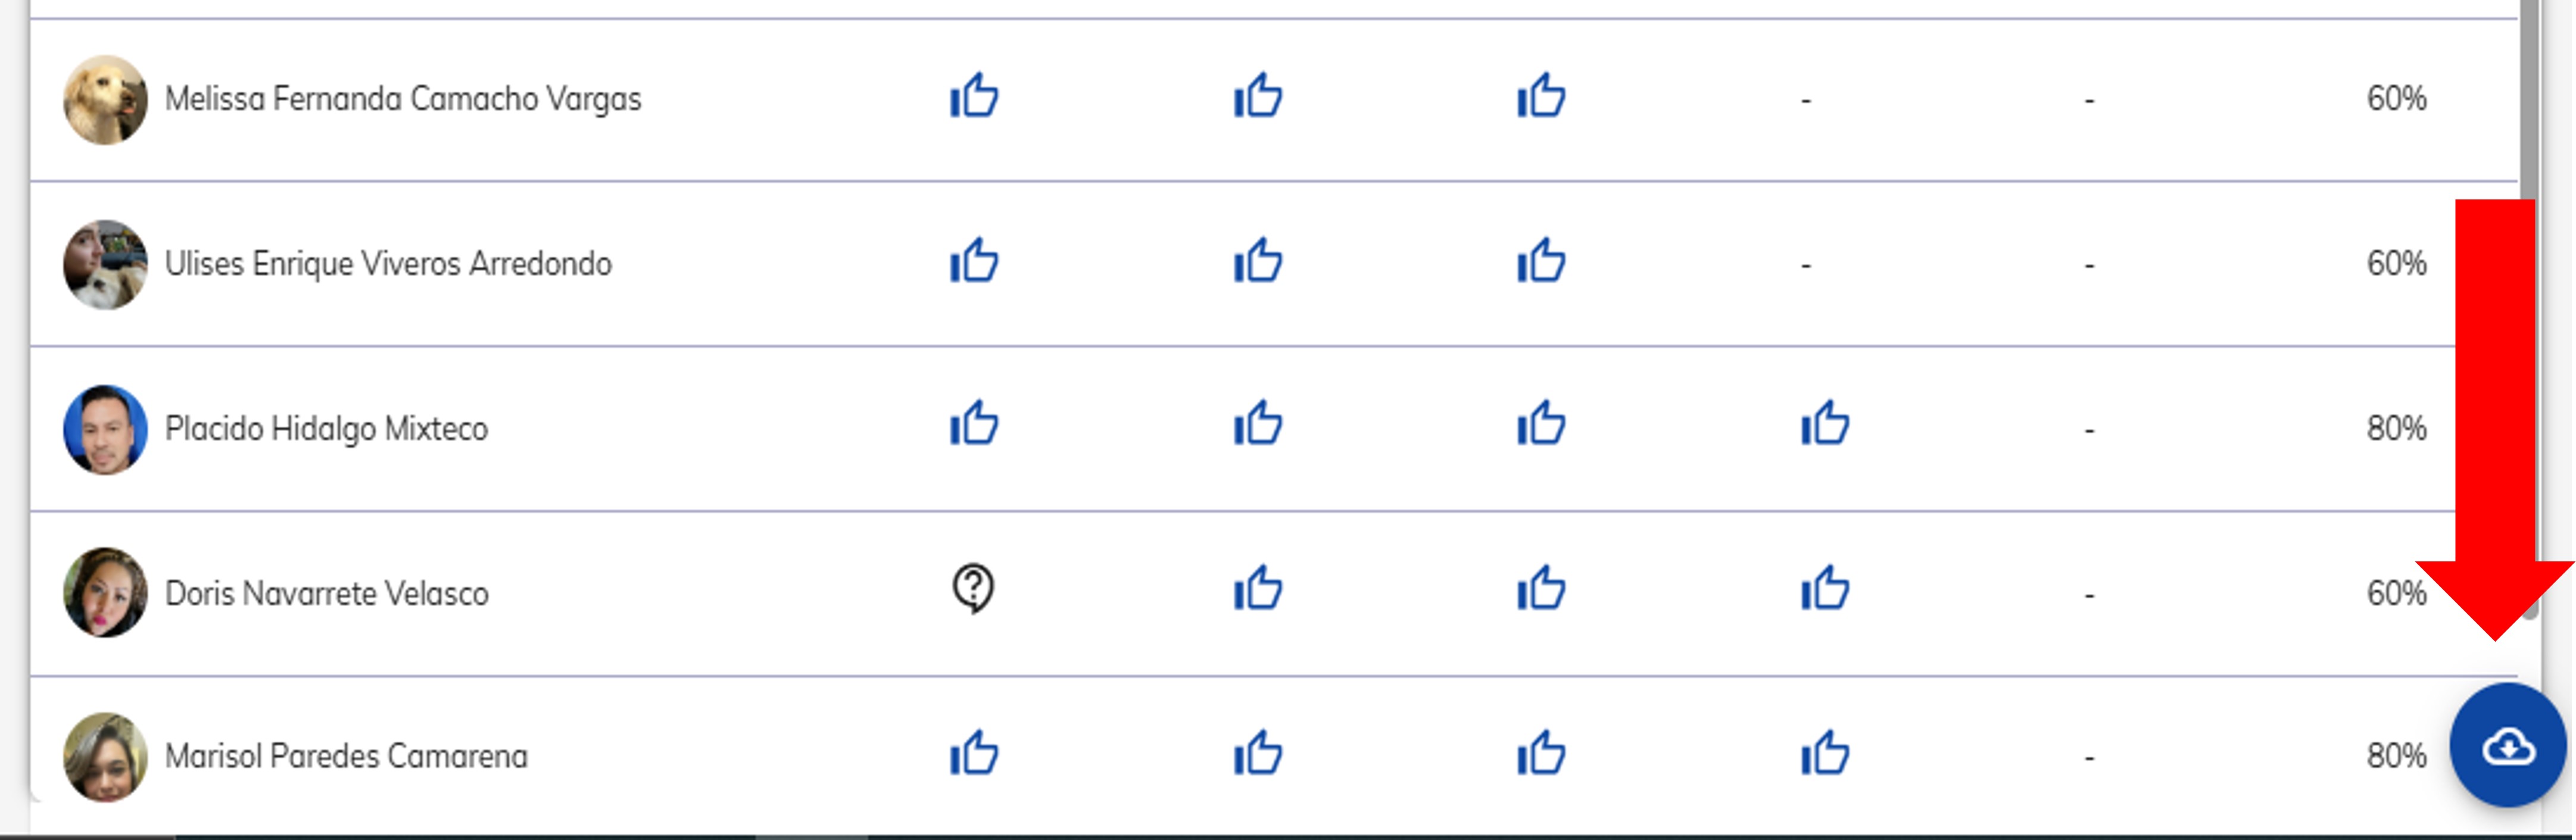 Melissa Fernanda Camacho Vargas - - 60%
Ulises Enrique Viveros Arredondo - - 60%
Placido Hidalgo Mixteco - 80%
Doris Navarrete Velasco ? - 60%
Marisol Paredes Camarena - 80%